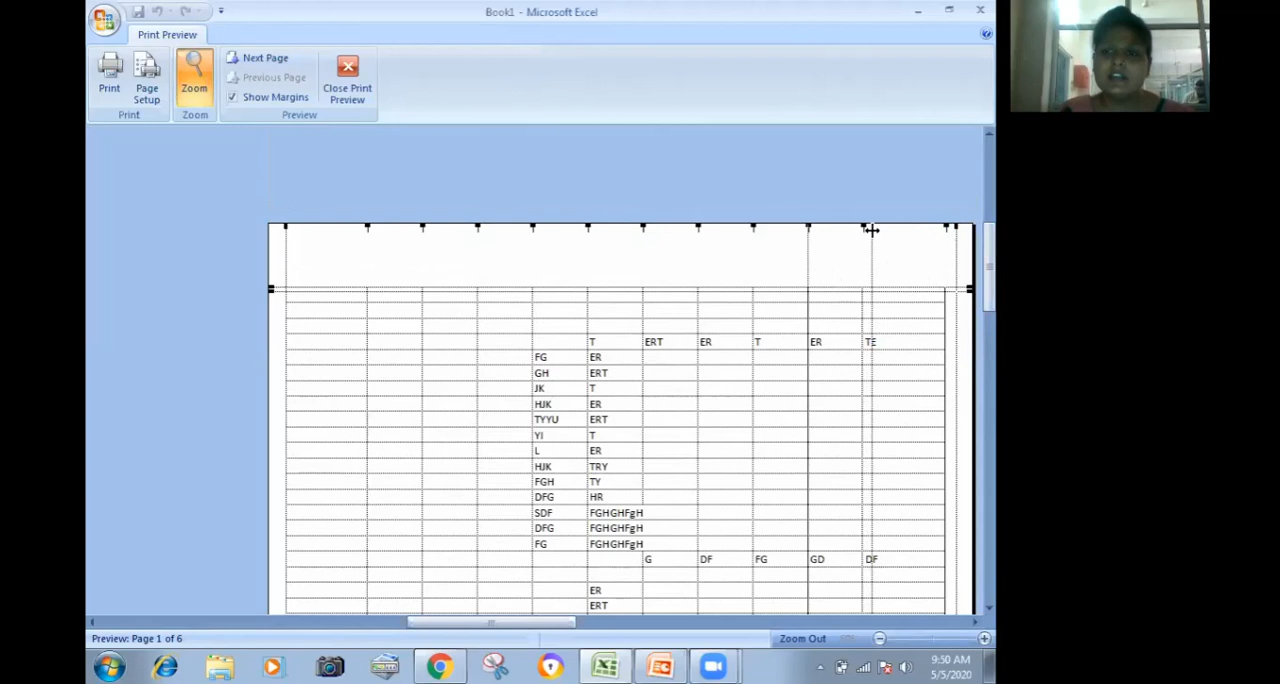 Book1 - Microsoft Excel
Print Preview
Print
Page Setup
Zoom
Next Page
Previous Page
Show Margins
Close Print Preview
Print
Zoom
Preview
T ERT ER T ER TE
FG ER
GH ERT
JK T
HJK ER
TYYU ERT
YI T
L ER
HJK TRY
FGH TY
DFG HR
SDF FGHGHFgH
DFG FGHGHFgH
FG FGHGHFgH
G DF FG GD DF
ER
ERT
Preview: Page 1 of 6
Zoom Out
9:50 AM
5/5/2020